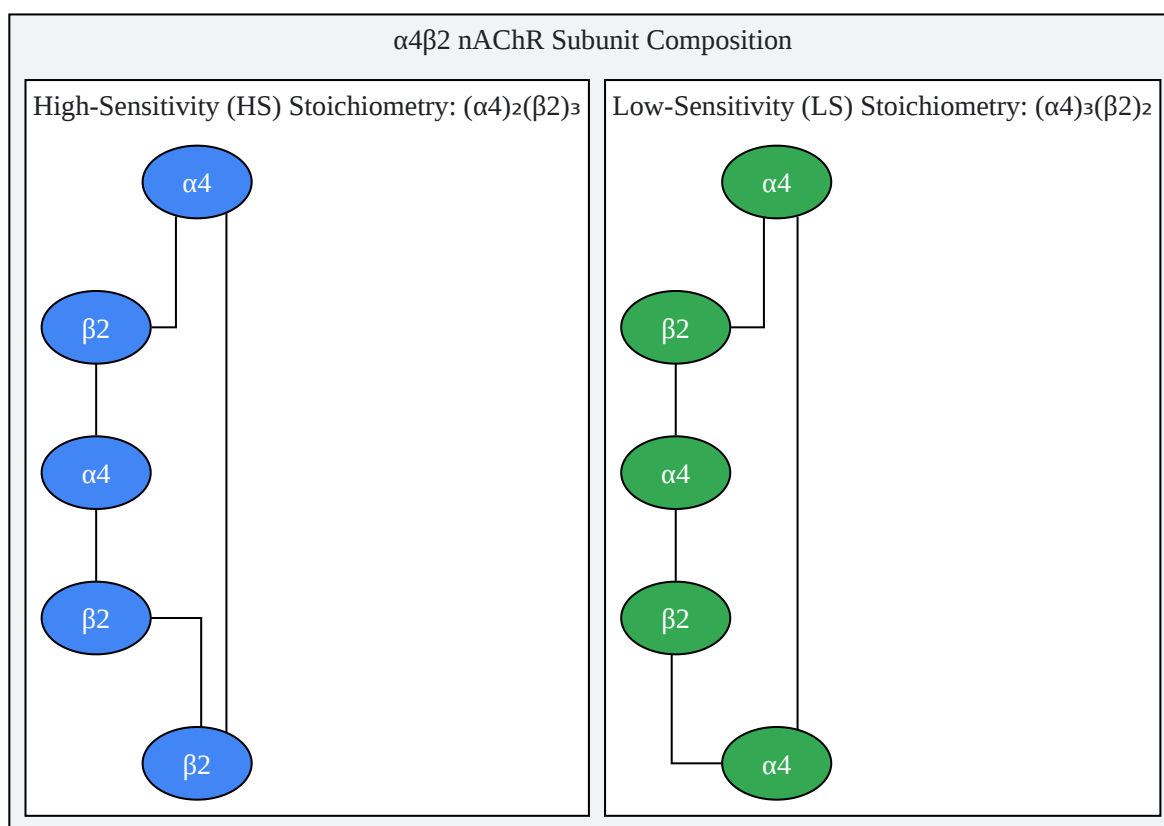 α4β2 nAChR Subunit Composition
High-Sensitivity (HS) Stoichiometry: (α4)₂(β2)₃
α4
β2
α4
β2
β2
Low-Sensitivity (LS) Stoichiometry: (α4)₃(β2)₂
α4
β2
α4
β2
α4